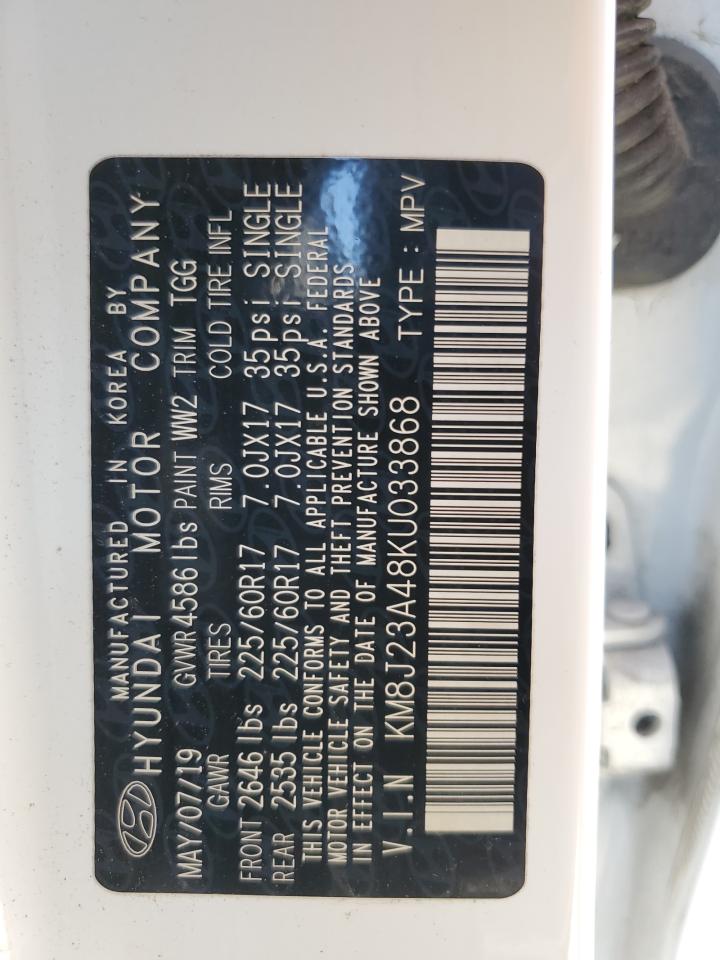 MANUFACTURED IN KOREA BY
HYUNDAI MOTOR COMPANY
MAY/07/19 GVWR 4586 lbs PAINT WW2 TRIM TGG
GAWR TIRES RIMS COLD TIRE INFL
FRONT 2646 lbs 225/60R17 7.0JX17 35psi SINGLE
REAR 2535 lbs 225/60R17 7.0JX17 35psi SINGLE
THIS VEHICLE CONFORMS TO ALL APPLICABLE U.S.A. FEDERAL
MOTOR VEHICLE SAFETY AND THEFT PREVENTION STANDARDS
IN EFFECT ON THE DATE OF MANUFACTURE SHOWN ABOVE
V.I.N KM8J23A48KU033868 TYPE : MPV